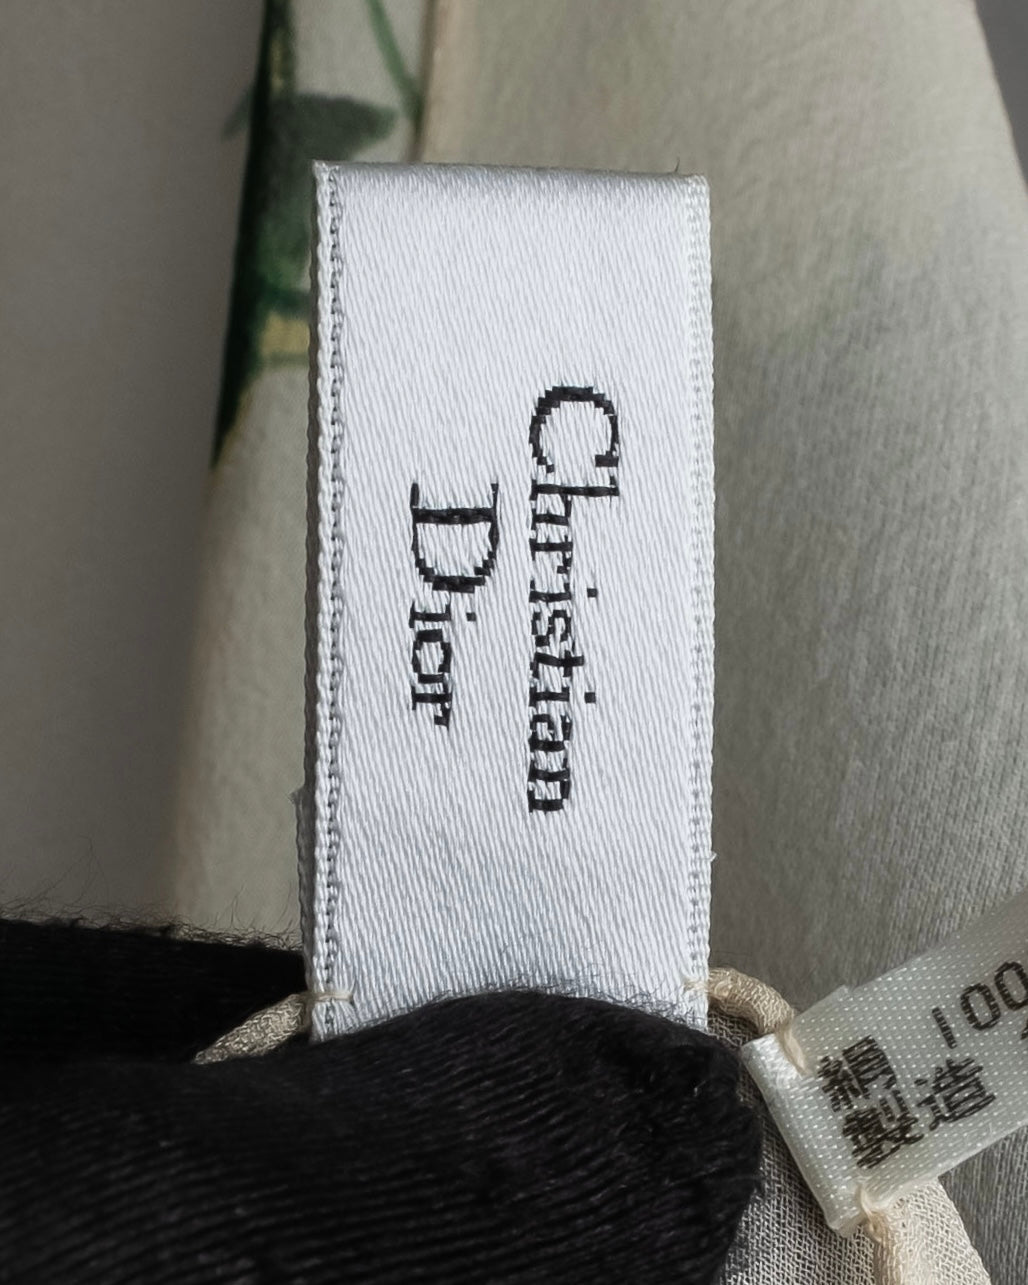 Christian
Dior
絹 100
製造